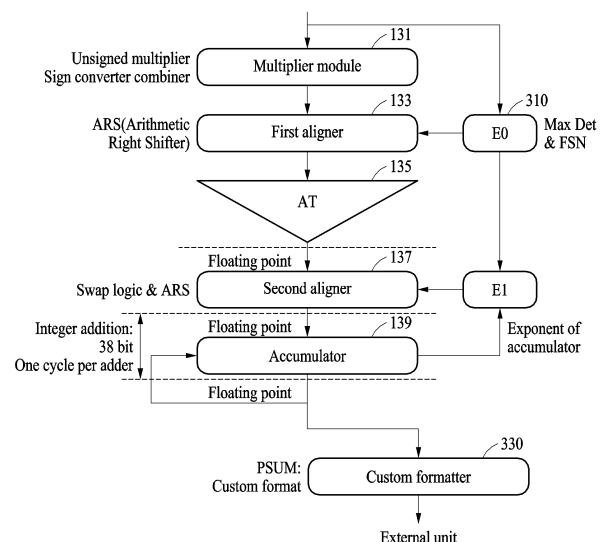 131
Unsigned multiplier
Sign converter combiner
Multiplier module
133
310
ARS(Arithmetic
Right Shifter)
First aligner
E0
Max Det
& FSN
135
AT
Floating point
137
Swap logic & ARS
Second aligner
E1
Integer addition:
38 bit
One cycle per adder
Floating point
139
Accumulator
Exponent of
accumulator
Floating point
330
PSUM:
Custom format
Custom formatter
External unit